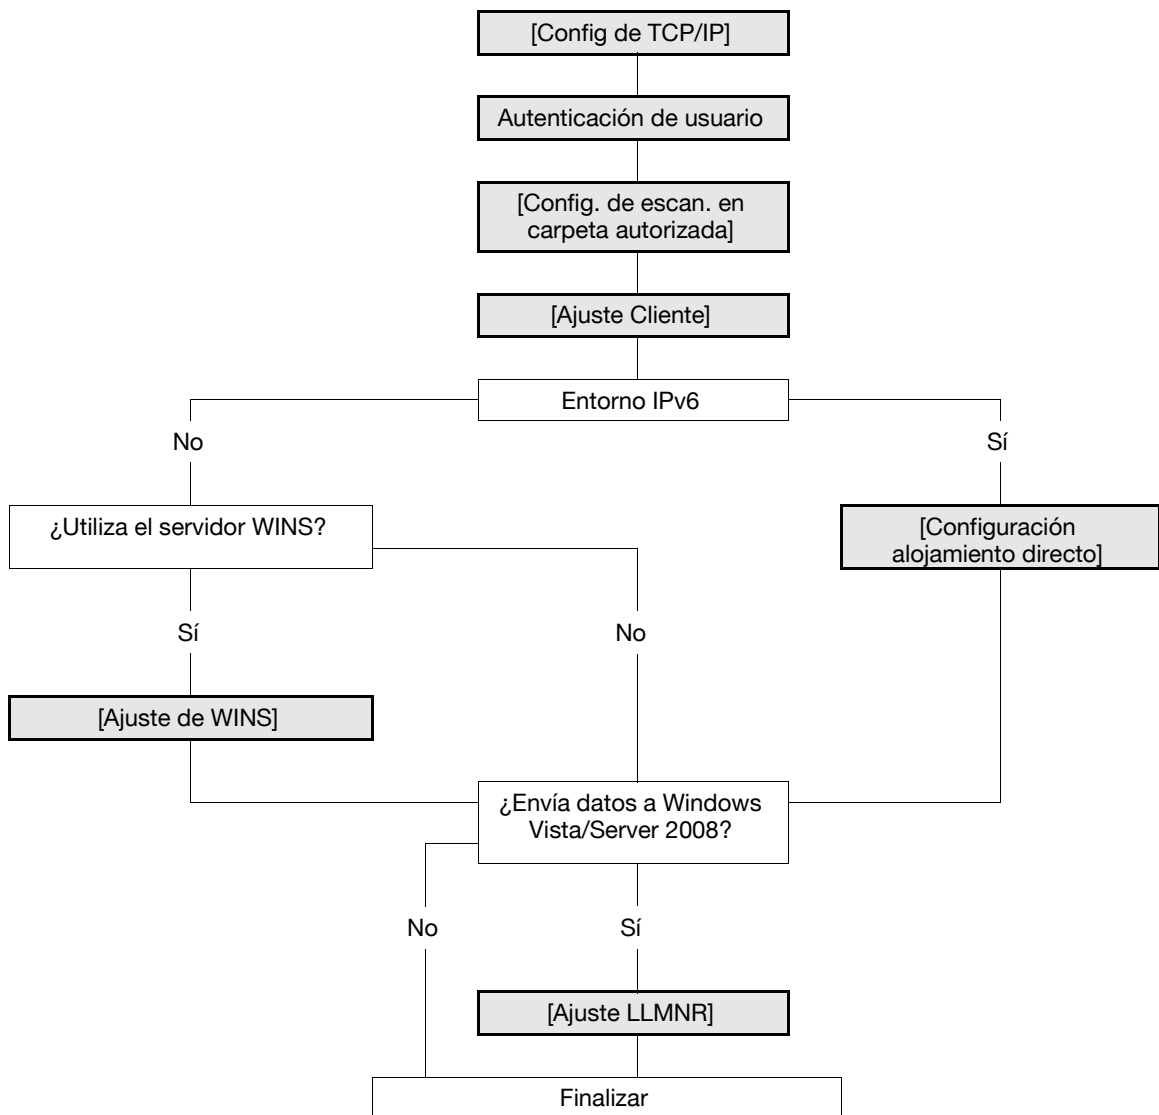 [Config de TCP/IP]
Autenticación de usuario
[Config. de escan. en
carpeta autorizada]
[Ajuste Cliente]
Entorno IPv6
No
Sí
¿Utiliza el servidor WINS?
[Configuración
alojamiento directo]
Sí
No
[Ajuste de WINS]
¿Envía datos a Windows
Vista/Server 2008?
No
Sí
[Ajuste LLMNR]
Finalizar